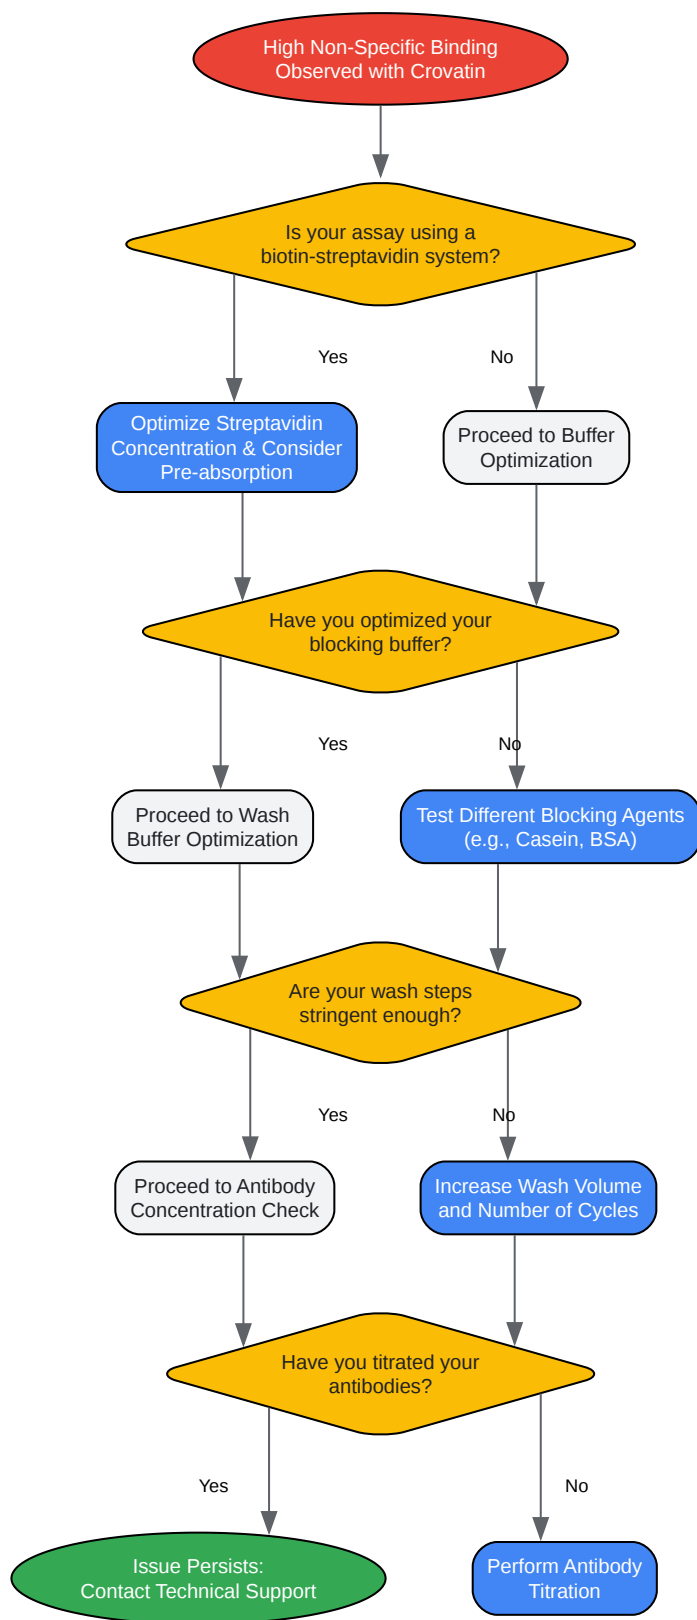 High Non-Specific Binding
Observed with Crovatin
Is your assay using a
biotin-streptavidin system?
Yes
No
Optimize Streptavidin
Concentration & Consider
Pre-absorption
Proceed to Buffer
Optimization
Have you optimized your
blocking buffer?
Yes
No
Proceed to Wash
Buffer Optimization
Test Different Blocking Agents
(e.g., Casein, BSA)
Are your wash steps
stringent enough?
Yes
No
Proceed to Antibody
Concentration Check
Increase Wash Volume
and Number of Cycles
Have you titrated your
antibodies?
Yes
No
Issue Persists:
Contact Technical Support
Perform Antibody
Titration